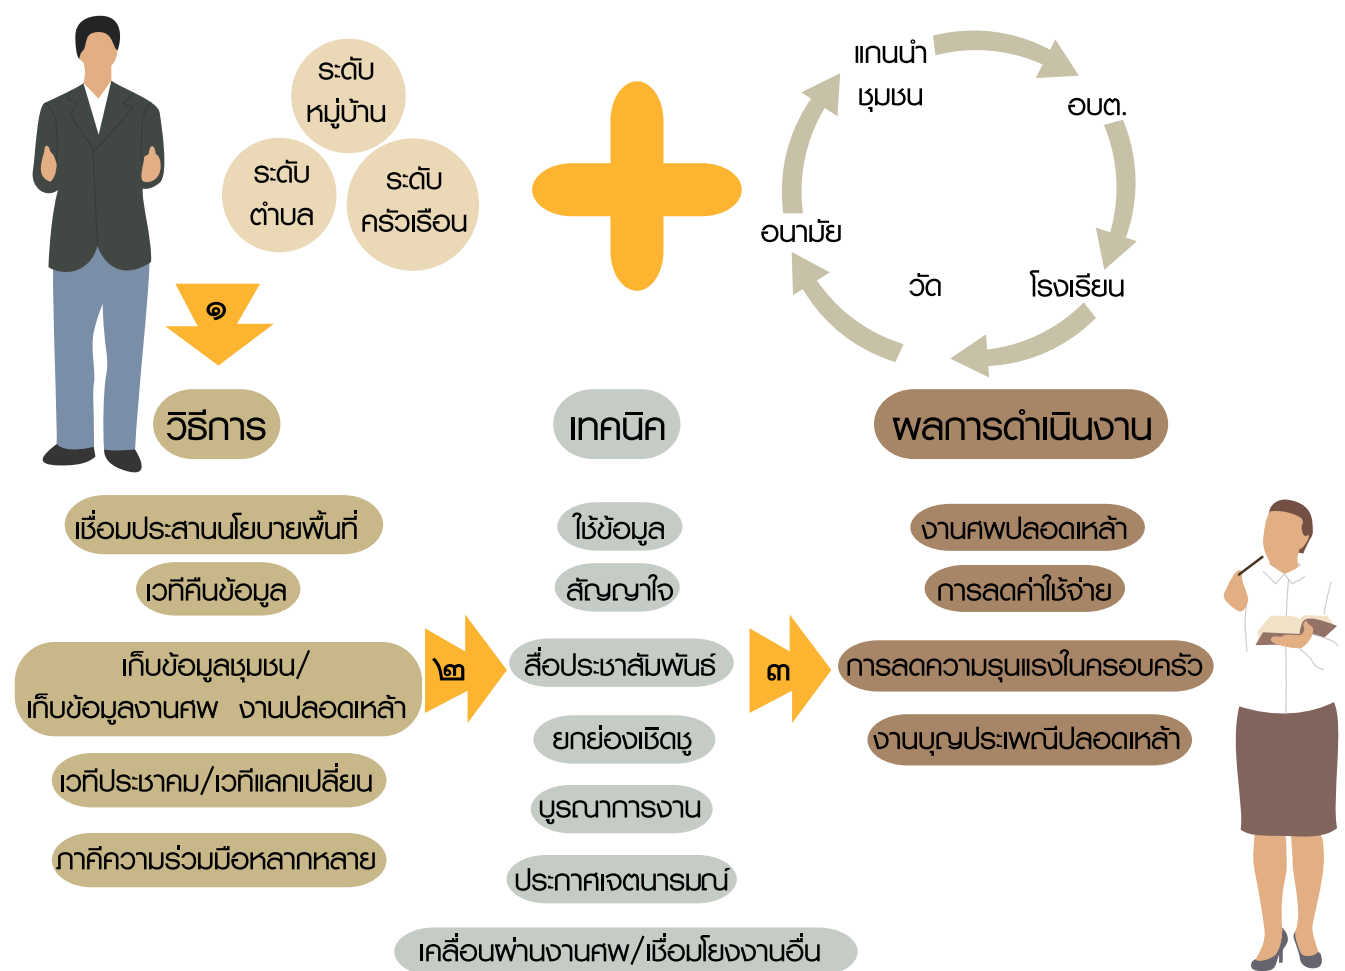 ระดับ
หมู่บ้าน
ระดับ
ตำบล
ระดับ
ครัวเรือน
แกนนำ
ชุมชน
อบต.
โรงเรียน
วัด
อนามัย
๑
วิธีการ
เชื่อมประสานนโยบายพื้นที่
เวทีคืนข้อมูล
เก็บข้อมูลชุมชน/
เก็บข้อมูลงานศพ งานปลอดเหล้า
เวทีประชาคม/เวทีแลกเปลี่ยน
ภาคีความร่วมมือหลากหลาย
๒
เทคนิค
ใช้ข้อมูล
สัญญาใจ
สื่อประชาสัมพันธ์
ยกย่องเชิดชู
บูรณาการงาน
ประกาศเจตนารมณ์
เคลื่อนผ่านงานศพ/เชื่อมโยงงานอื่น
๓
ผลการดำเนินงาน
งานศพปลอดเหล้า
การลดค่าใช้จ่าย
การลดความรุนแรงในครอบครัว
งานบุญประเพณีปลอดเหล้า